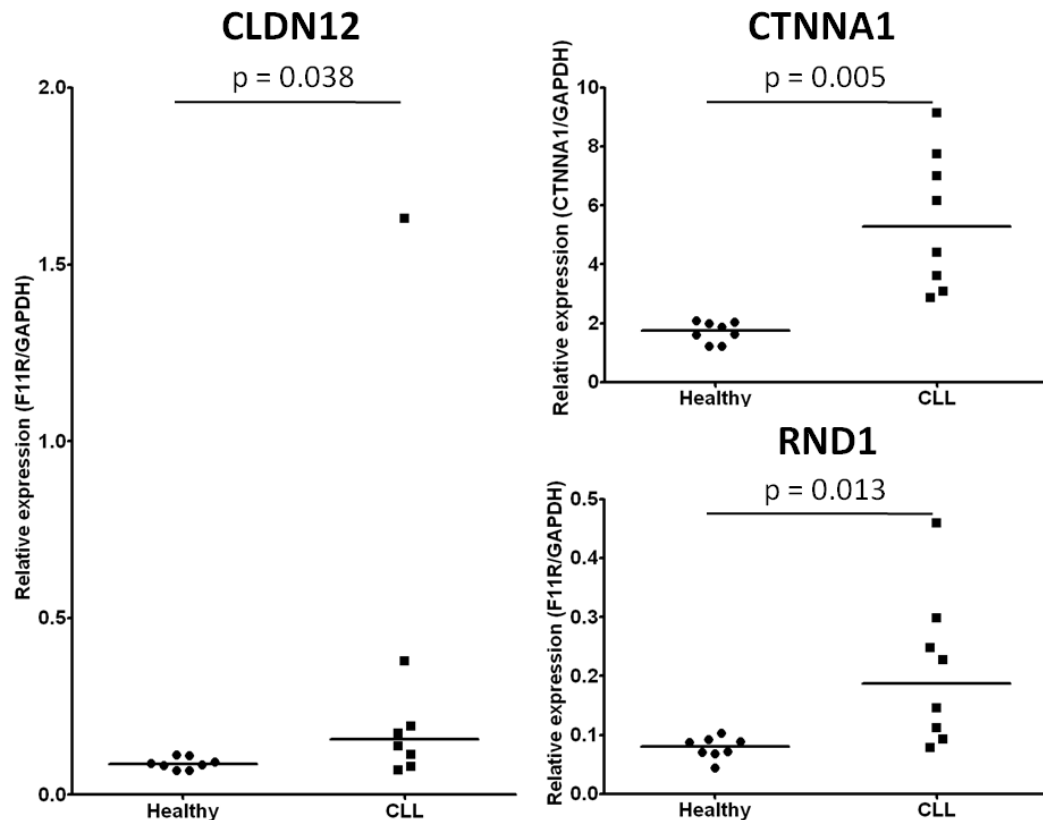 CLDN12
p = 0.038
Relative expression (F11R/GAPDH)
2.0
1.5
1.0
0.5
0.0
Healthy
CLL
CTNNA1
p = 0.005
Relative expression (CTNNA1/GAPDH)
10
8
6
4
2
0
Healthy
CLL
RND1
p = 0.013
Relative expression (F11R/GAPDH)
0.5
0.4
0.3
0.2
0.1
0.0
Healthy
CLL